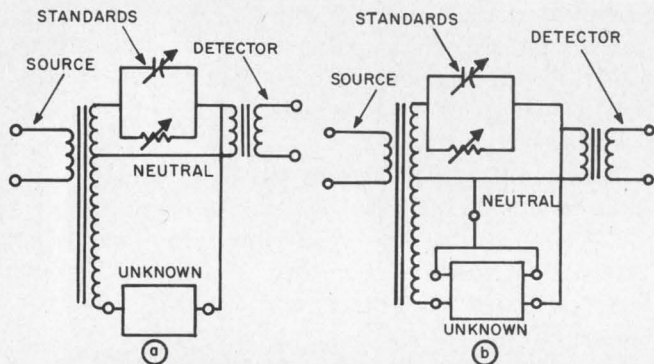 STANDARDS
DETECTOR
SOURCE
NEUTRAL
UNKNOWN
a
STANDARDS
DETECTOR
SOURCE
NEUTRAL
UNKNOWN
b